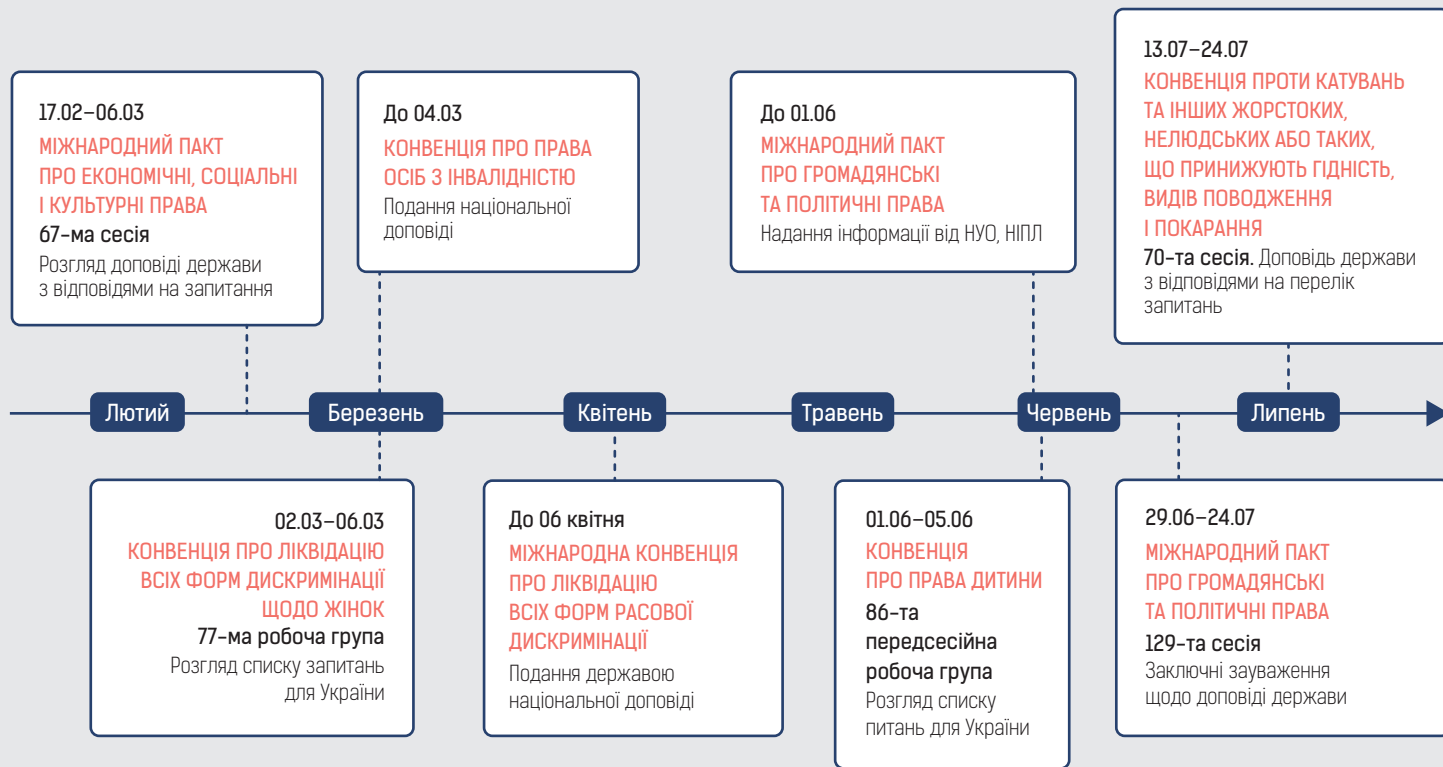 17.02–06.03
МІЖНАРОДНИЙ ПАКТ
ПРО ЕКОНОМІЧНІ, СОЦІАЛЬНІ
І КУЛЬТУРНІ ПРАВА
67-ма сесія
Розгляд доповіді держави
з відповідями на запитання
До 04.03
КОНВЕНЦІЯ ПРО ПРАВА
ОСІБ З ІНВАЛІДНІСТЮ
Подання національної
доповіді
До 01.06
МІЖНАРОДНИЙ ПАКТ
ПРО ГРОМАДЯНСЬКІ
ТА ПОЛІТИЧНІ ПРАВА
Надання інформації від НУО, НІПЛ
13.07–24.07
КОНВЕНЦІЯ ПРОТИ КАТУВАНЬ
ТА ІНШИХ ЖОРСТОКИХ,
НЕЛЮДСЬКИХ АБО ТАКИХ,
ЩО ПРИНИЖУЮТЬ ГІДНІСТЬ,
ВИДІВ ПОВОДЖЕННЯ
І ПОКАРАННЯ
70-та сесія. Доповідь держави
з відповідями на перелік
запитань
Лютий
Березень
Квітень
Травень
Червень
Липень
02.03–06.03
КОНВЕНЦІЯ ПРО ЛІКВІДАЦІЮ
ВСІХ ФОРМ ДИСКРИМІНАЦІЇ
ЩОДО ЖІНОК
77-ма робоча група
Розгляд списку запитань
для України
До 06 квітня
МІЖНАРОДНА КОНВЕНЦІЯ
ПРО ЛІКВІДАЦІЮ
ВСІХ ФОРМ РАСОВОЇ
ДИСКРИМІНАЦІЇ
Подання державою
національної доповіді
01.06–05.06
КОНВЕНЦІЯ
ПРО ПРАВА ДИТИНИ
86-та
передсесійна
робоча група
Розгляд списку
питань для України
29.06–24.07
МІЖНАРОДНИЙ ПАКТ
ПРО ГРОМАДЯНСЬКІ
ТА ПОЛІТИЧНІ ПРАВА
129-та сесія
Заключні зауваження
щодо доповіді держави